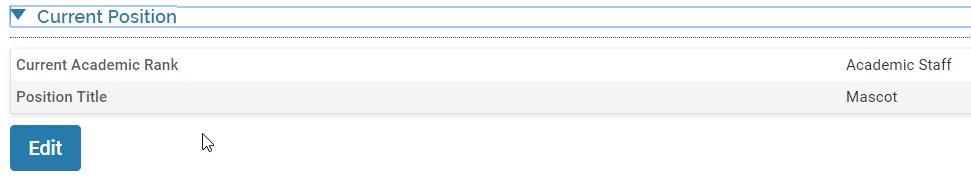 Current Position
Current Academic Rank Academic Staff
Position Title Mascot
Edit